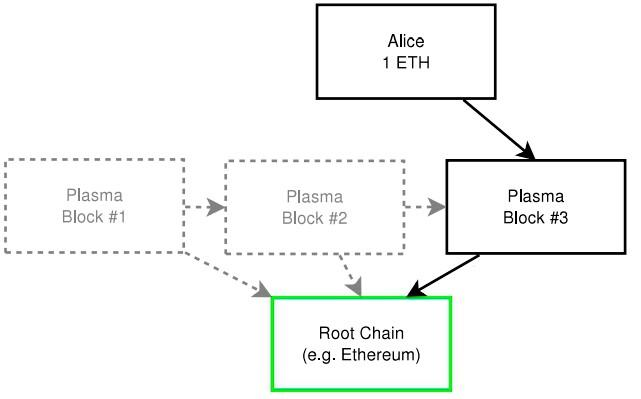 Alice
1 ETH
Plasma
Block #1
Plasma
Block #2
Plasma
Block #3
Root Chain
(e.g. Ethereum)